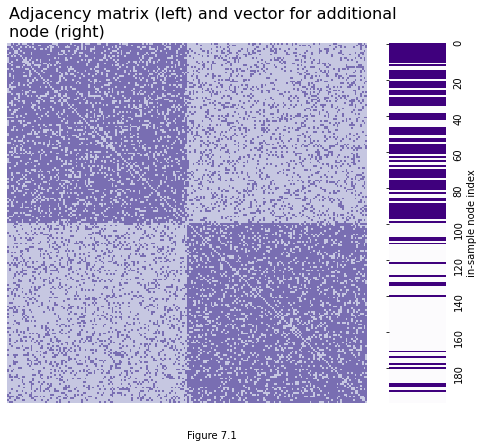 Adjacency matrix (left) and vector for additional
node (right)
0
20
40
60
80
100
120
140
160
180
in-sample node index
Figure 7.1